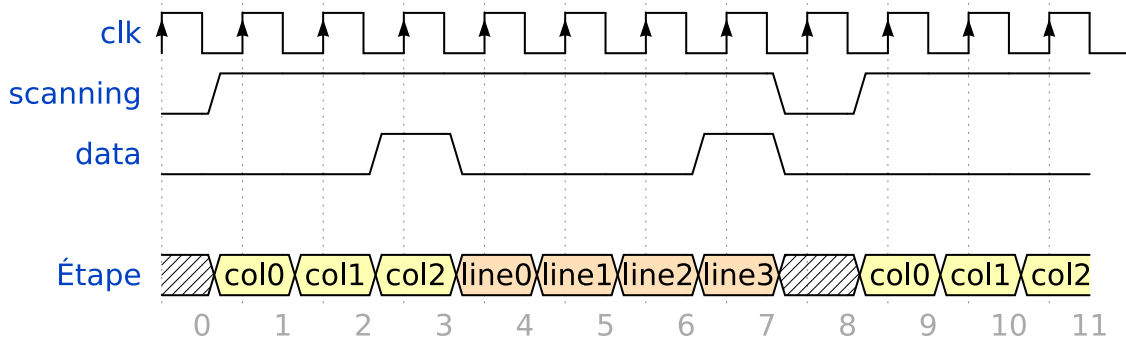 clk
scanning
data
Étape col0 col1 col2 line0 line1 line2 line3 col0 col1 col2
0 1 2 3 4 5 6 7 8 9 10 11